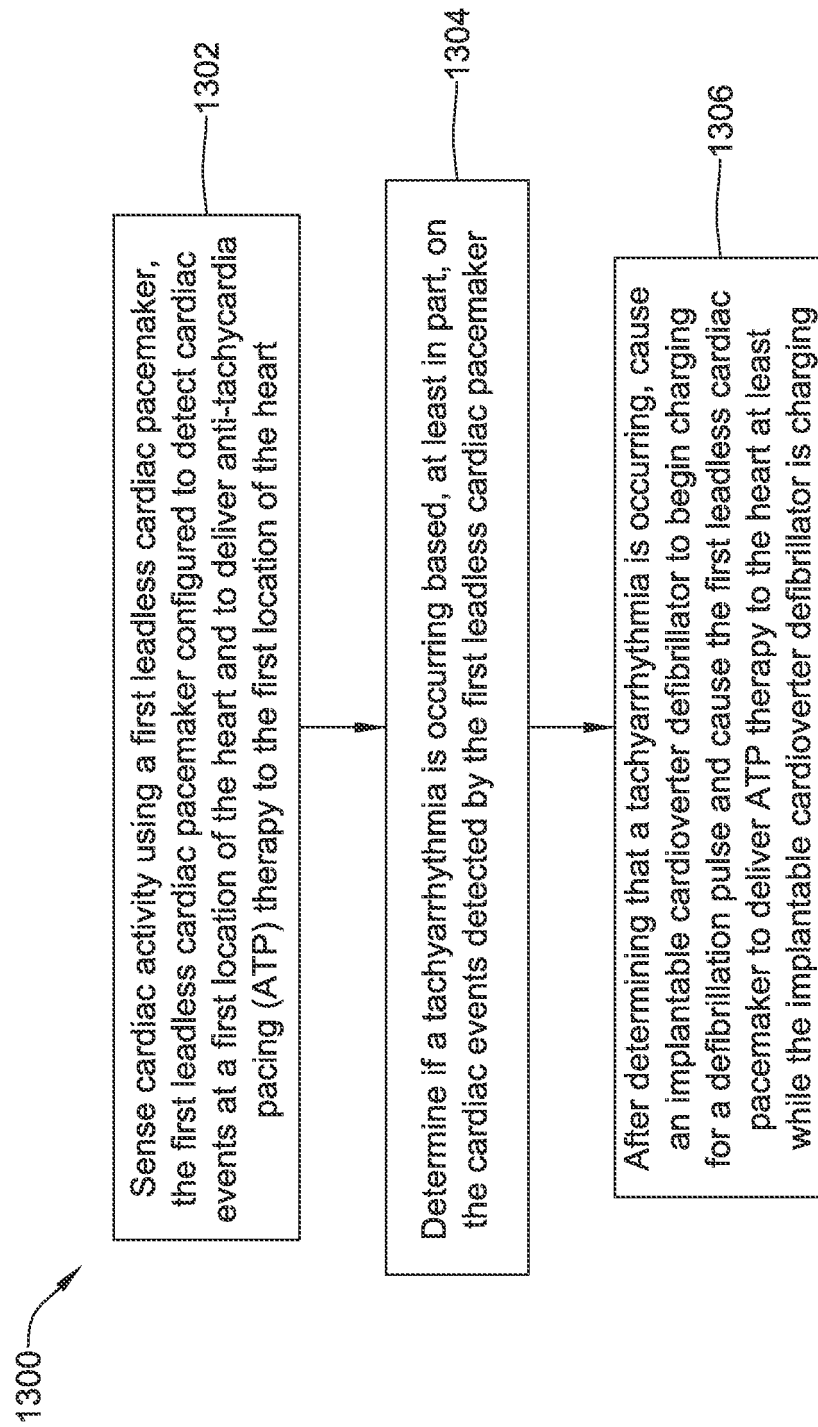 1300
Sense cardiac activity using a first leadless cardiac pacemaker,
the first leadless cardiac pacemaker configured to detect cardiac
events at a first location of the heart and to deliver anti-tachycardia
pacing (ATP) therapy to the first location of the heart
1302
Determine if a tachyarrhythmia is occurring based, at least in part, on
the cardiac events detected by the first leadless cardiac pacemaker
1304
After determining that a tachyarrhythmia is occurring, cause
an implantable cardioverter defibrillator to begin charging
for a defibrillation pulse and cause the first leadless cardiac
pacemaker to deliver ATP therapy to the heart at least
while the implantable cardioverter defibrillator is charging
1306